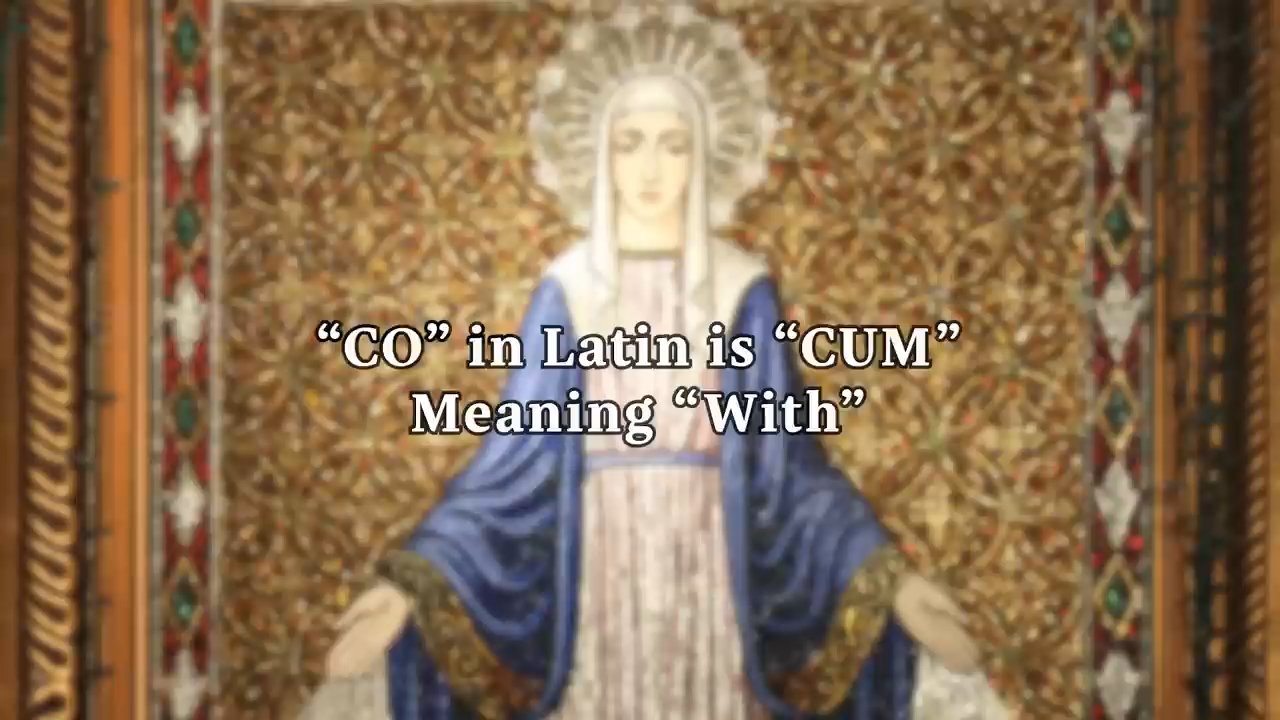 “CO” in Latin is “CUM”
Meaning “With”